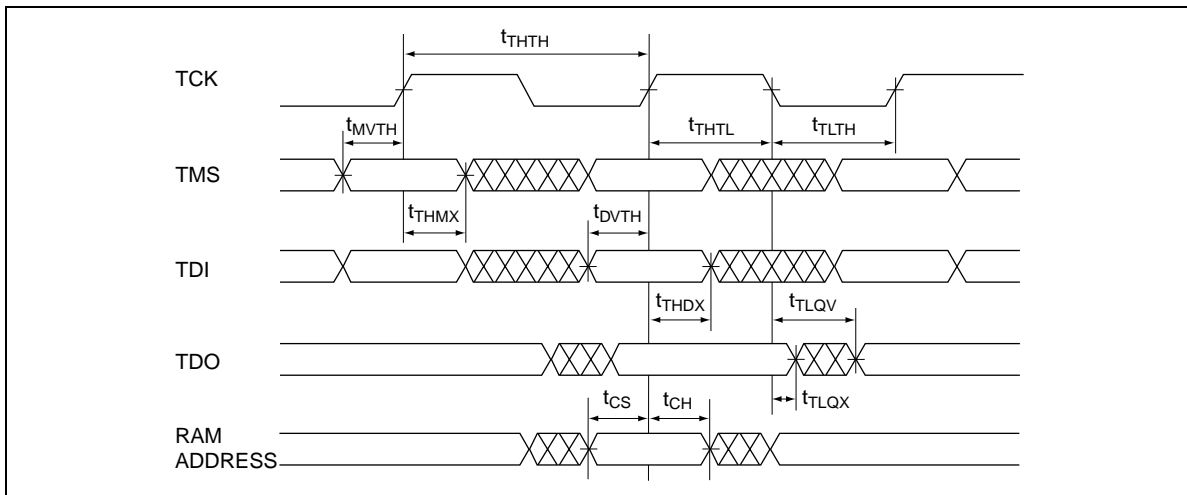 tTHTH
TCK
tMVTH
tTHTL
tTLTH
TMS
tTHMX
tDVTH
TDI
tTHDX
tTLQV
TDO
tTLQX
tCS
tCH
RAM
ADDRESS